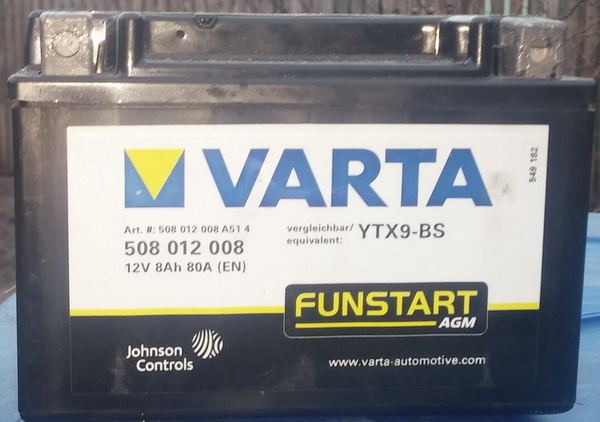 VARTA
549 182
Art. #: 508 012 008 A51 4
508 012 008
12V 8Ah 80A (EN)
vergleichbar/
equivalent:
YTX9-BS
FUNSTART
AGM
Johnson
Controls
www.varta-automotive.com